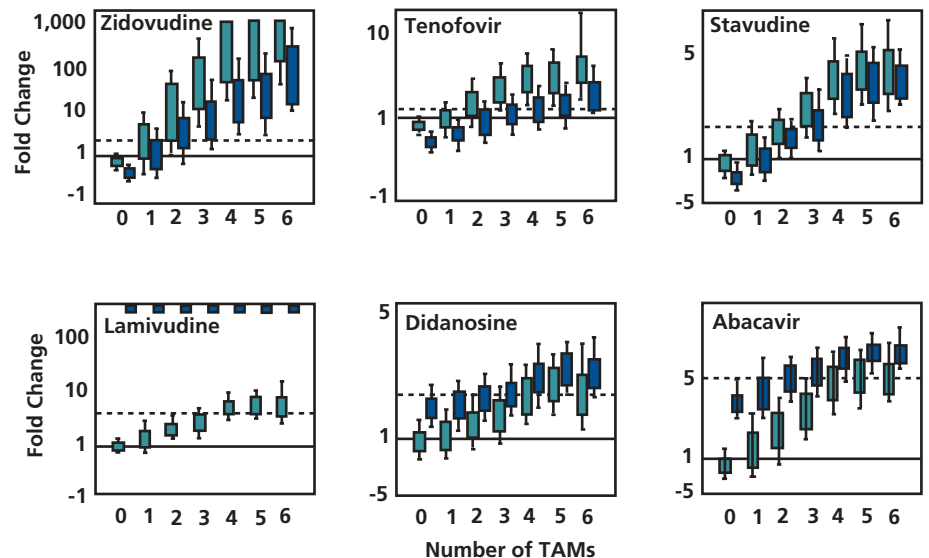 Zidovudine
Tenofovir
Stavudine
Fold Change
1,000
100
10
1
-1
10
1
-1
5
1
-5
0 1 2 3 4 5 6
0 1 2 3 4 5 6
0 1 2 3 4 5 6
Lamivudine
Didanosine
Abacavir
Fold Change
100
10
1
-1
5
1
-5
5
1
-5
0 1 2 3 4 5 6
0 1 2 3 4 5 6
0 1 2 3 4 5 6
Number of TAMs